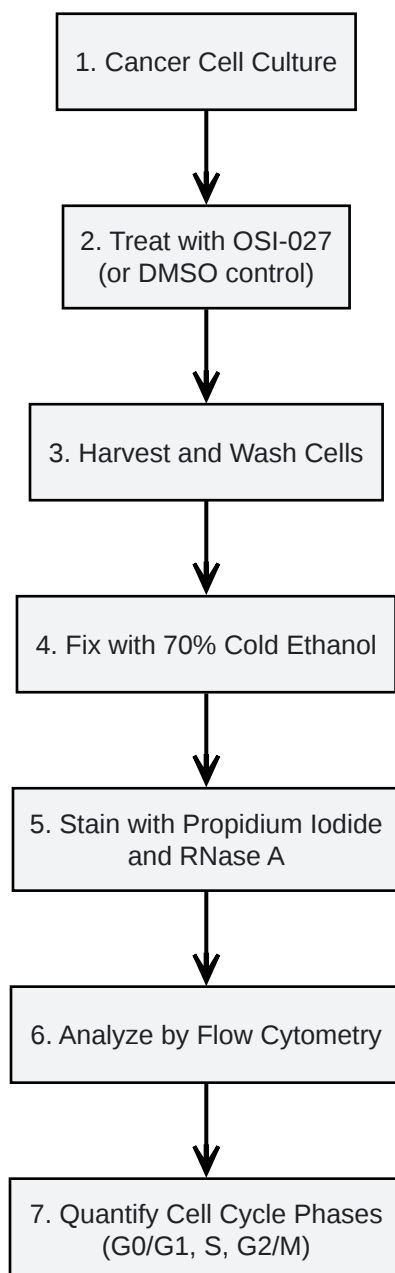 1. Cancer Cell Culture
2. Treat with OSI-027
(or DMSO control)
3. Harvest and Wash Cells
4. Fix with 70% Cold Ethanol
5. Stain with Propidium Iodide
and RNase A
6. Analyze by Flow Cytometry
7. Quantify Cell Cycle Phases
(G0/G1, S, G2/M)